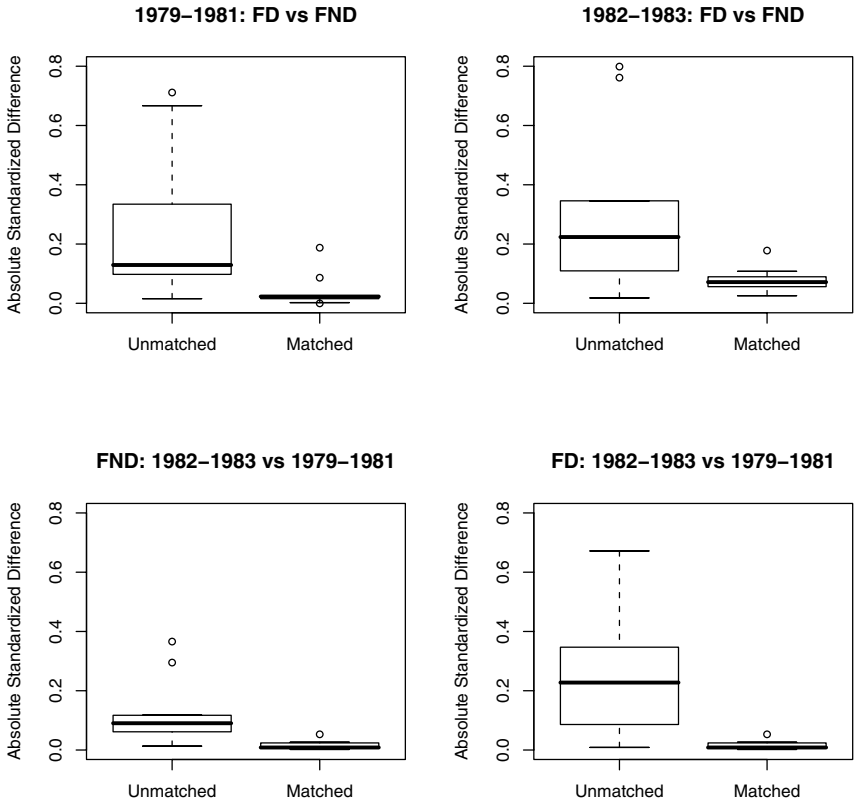 1979−1981: FD vs FND
Absolute Standardized Difference
0.8
0.6
0.4
0.2
0.0
Unmatched Matched
1982−1983: FD vs FND
Absolute Standardized Difference
0.8
0.6
0.4
0.2
0.0
Unmatched Matched
FND: 1982−1983 vs 1979−1981
Absolute Standardized Difference
0.8
0.6
0.4
0.2
0.0
Unmatched Matched
FD: 1982−1983 vs 1979−1981
Absolute Standardized Difference
0.8
0.6
0.4
0.2
0.0
Unmatched Matched